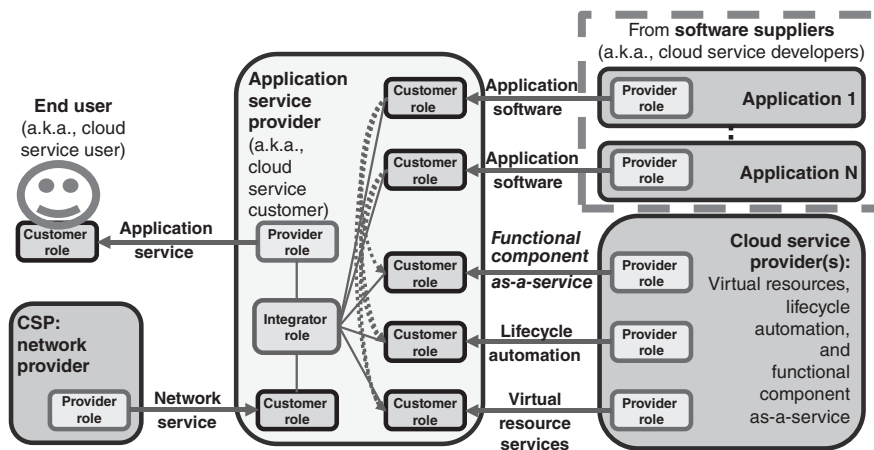 From software suppliers
(a.k.a., cloud service developers)
Application 1
Provider
role
Application
software
Customer
role
Application N
Provider
role
Application
software
Customer
role
Application
service
provider
(a.k.a.,
cloud
service
customer)
End user
(a.k.a., cloud
service user)
Customer
role
Application
service
Provider
role
Integrator
role
Customer
role
CSP:
network
provider
Provider
role
Network
service
Customer
role
Functional
component
as-a-service
Provider
role
Customer
role
Lifecycle
automation
Provider
role
Customer
role
Virtual
resource
services
Provider
role
Cloud service
provider(s):
Virtual resources,
lifecycle
automation,
and
functional
component
as-a-service